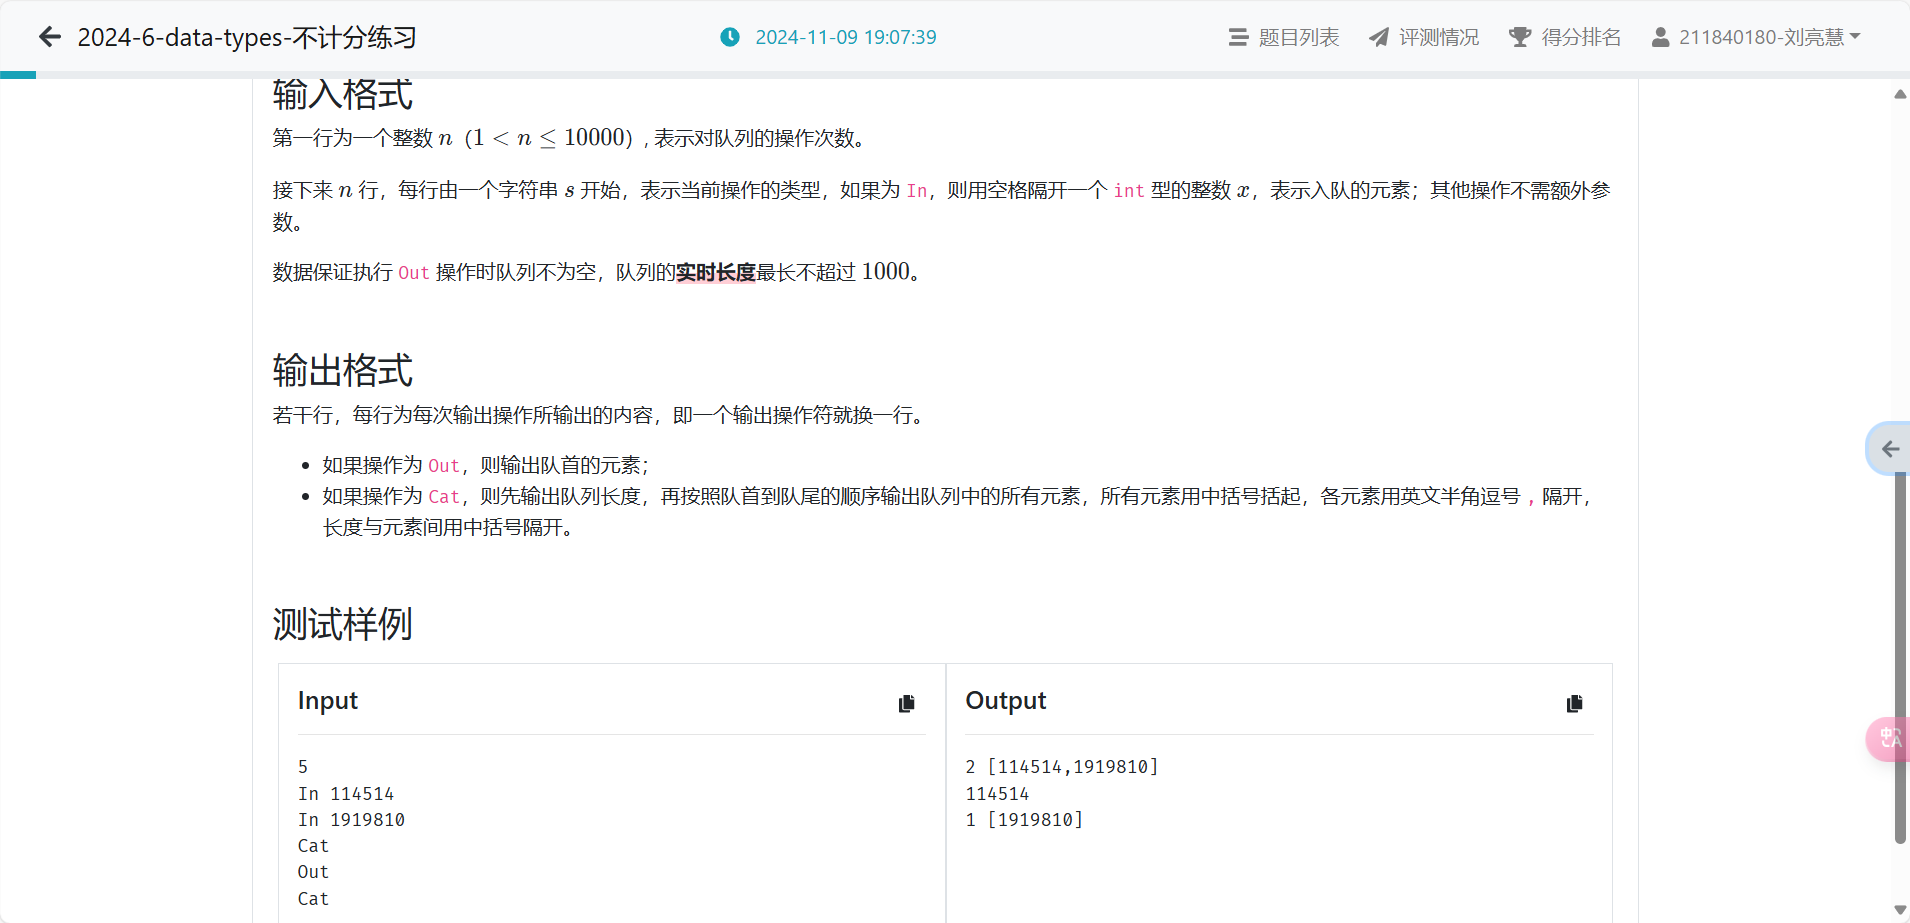 2024-6-data-types-不计分练习
2024-11-09 19:07:39
题目列表
评测情况
得分排名
211840180-刘亮慧
输入格式
第一行为一个整数 n（1 < n ≤ 10000）, 表示对队列的操作次数。
接下来 n 行，每行由一个字符串 s 开始，表示当前操作的类型，如果为 In，则用空格隔开一个 int 型的整数 x，表示入队的元素；其他操作不需额外参
数。
数据保证执行 Out 操作时队列不为空，队列的实时长度最长不超过 1000。
输出格式
若干行，每行为每次输出操作所输出的内容，即一个输出操作符就换一行。
如果操作为 Out，则输出队首的元素；
如果操作为 Cat，则先输出队列长度，再按照队首到队尾的顺序输出队列中的所有元素，所有元素用中括号括起，各元素用英文半角逗号 , 隔开，
长度与元素间用中括号隔开。
测试样例
Input
5
In 114514
In 1919810
Cat
Out
Cat
Output
2 [114514,1919810]
114514
1 [1919810]
中A